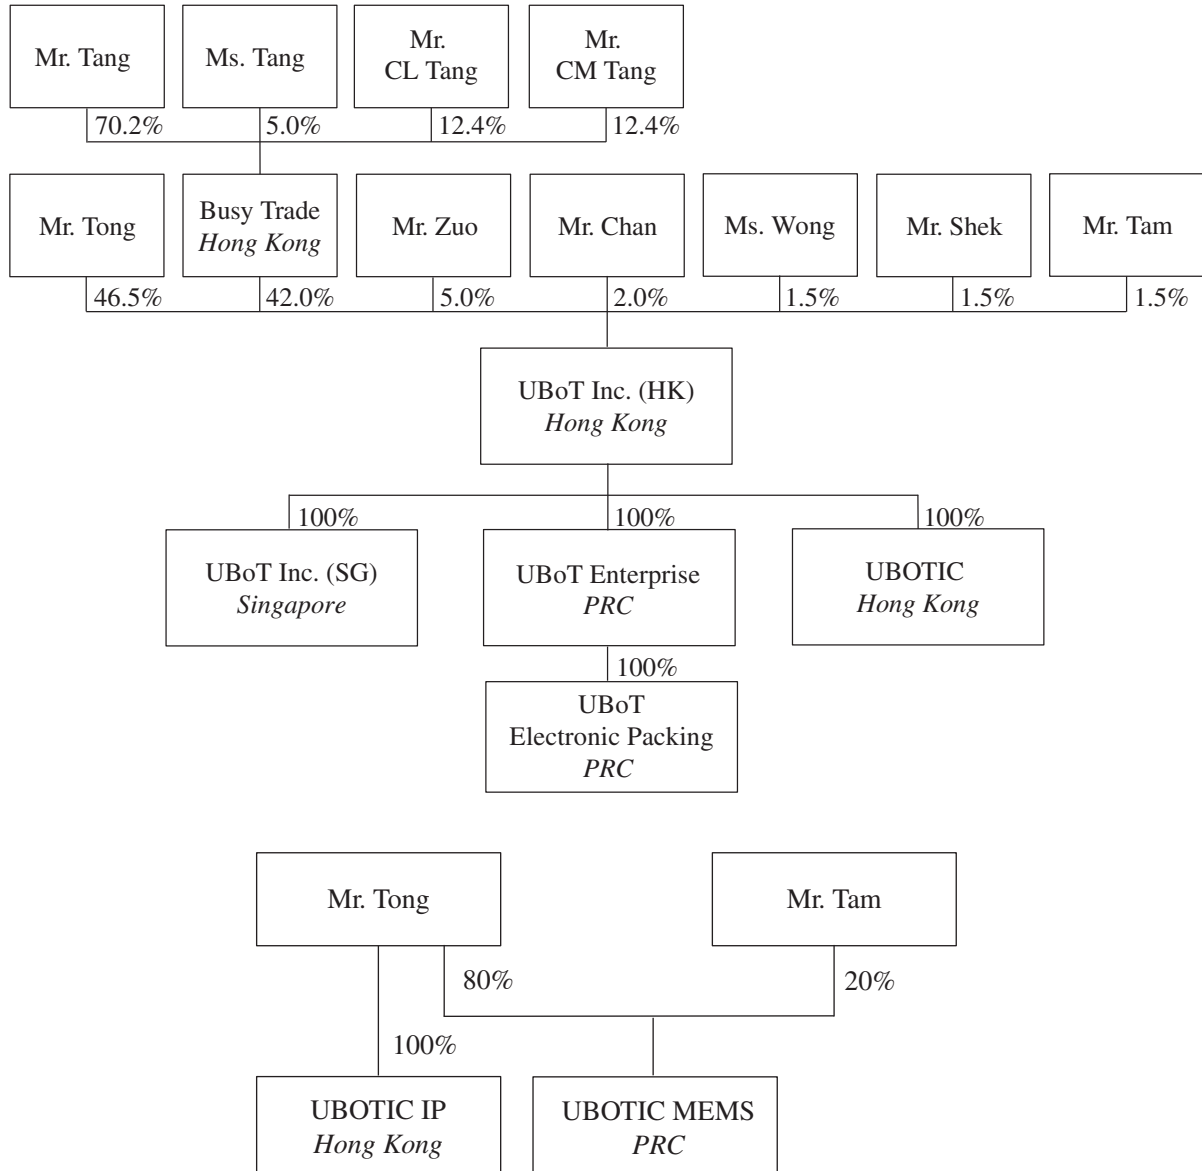 Mr. Tang
Ms. Tang
Mr.
CL Tang
Mr.
CM Tang
70.2%
5.0%
12.4%
12.4%
Mr. Tong
Busy Trade
Hong Kong
Mr. Zuo
Mr. Chan
Ms. Wong
Mr. Shek
Mr. Tam
46.5%
42.0%
5.0%
2.0%
1.5%
1.5%
1.5%
UBoT Inc. (HK)
Hong Kong
100%
100%
100%
UBoT Inc. (SG)
Singapore
UBoT Enterprise
PRC
UBOTIC
Hong Kong
100%
UBoT
Electronic Packing
PRC
Mr. Tong
Mr. Tam
80%
20%
100%
UBOTIC IP
Hong Kong
UBOTIC MEMS
PRC